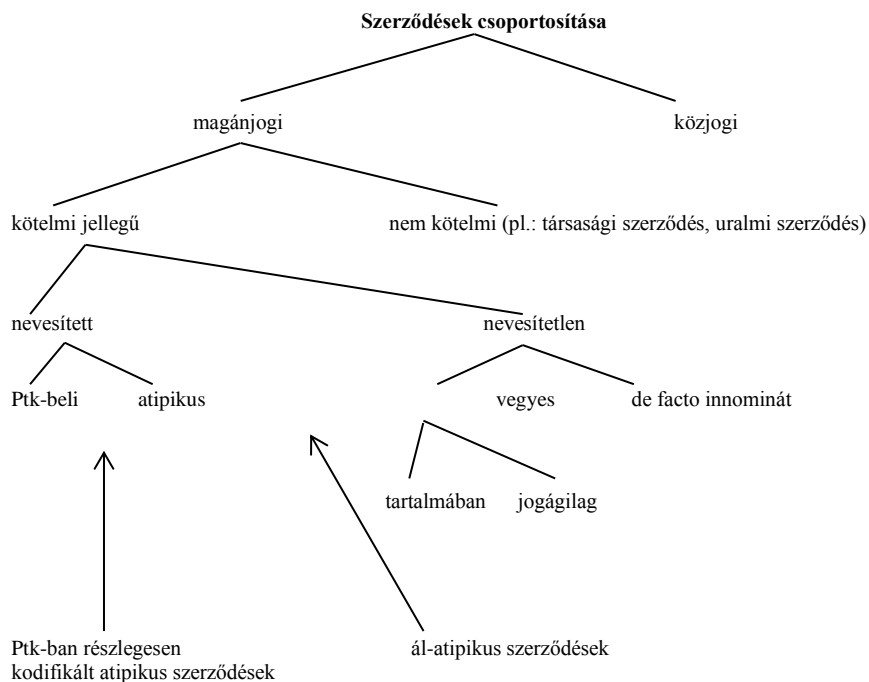 Szerződések csoportosítása
magánjogi közjogi
kötelmi jellegű nem kötelmi (pl.: társasági szerződés, uralmi szerződés)
nevesített nevesítetlen
Ptk-beli atipikus vegyes de facto innominát
tartalmában jogágilag
Ptk-ban részlegesen ál-atipikus szerződések
kodifikált atipikus szerződések